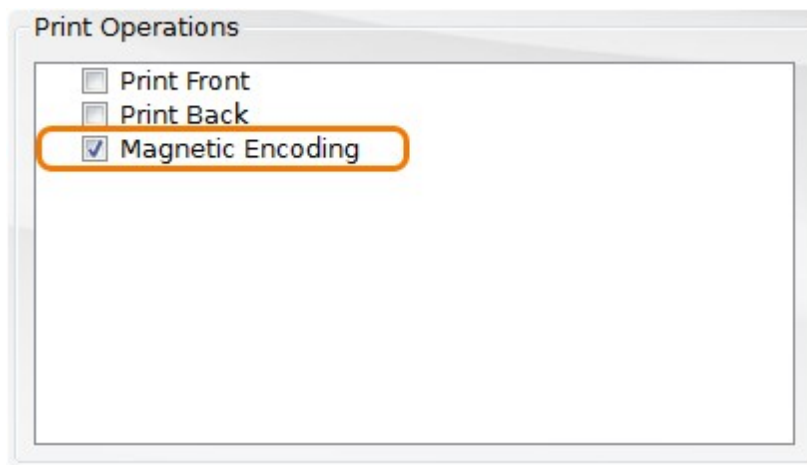 Print Operations
Print Front
Print Back
Magnetic Encoding